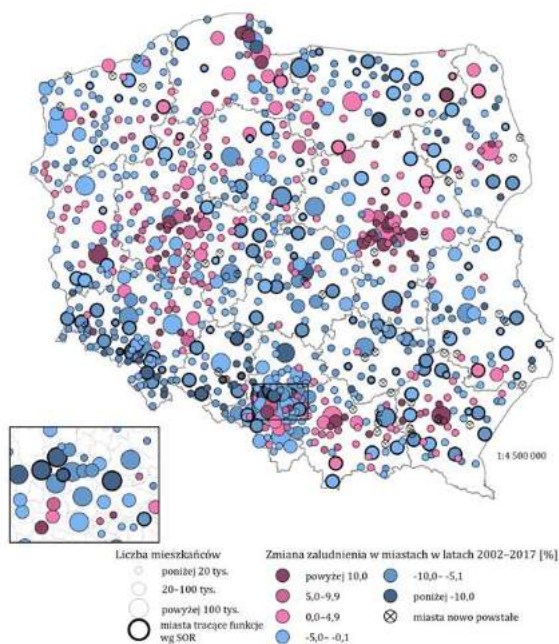 1:4 500 000
Liczba mieszkańców
poniżej 20 tys.
20–100 tys.
powyżej 100 tys.
miasta tracące funkcje
wg SOR
Zmiana zaludnienia w miastach w latach 2002–2017 [%]
powyżej 10,0
5,0–9,9
0,0–4,9
-5,0– -0,1
-10,0– -5,1
poniżej -10,0
miasta nowo powstałe